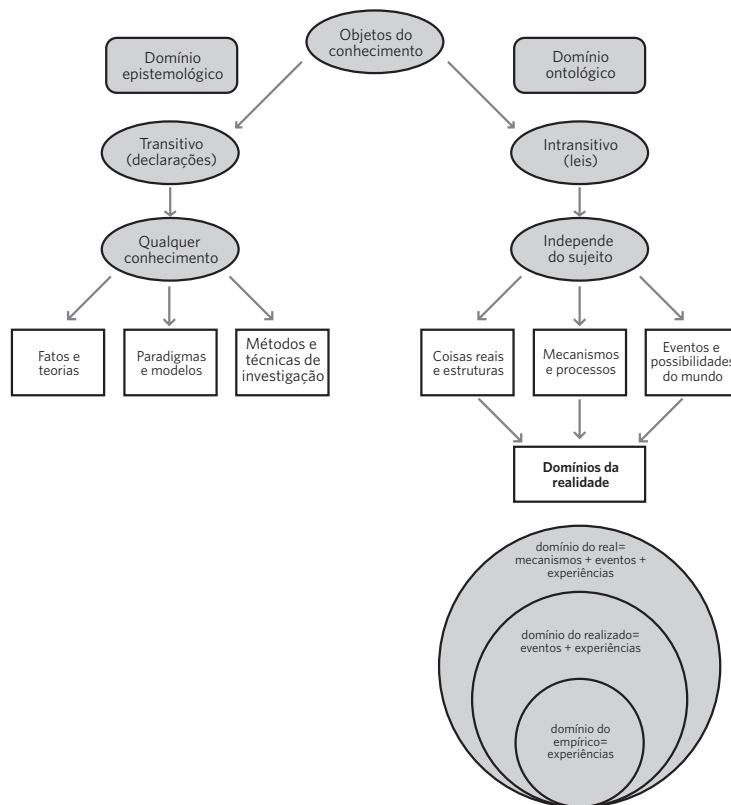 Objetos do
conhecimento
Domínio
epistemológico
Domínio
ontológico
Transitivo
(declarações)
Intransitivo
(leis)
Qualquer
conhecimento
Independe
do sujeito
Fatos e
teorias
Paradigmas
e modelos
Métodos e
técnicas de
investigação
Coisas reais
e estruturas
Mecanismos
e processos
Eventos e
possibilidades
do mundo
Domínios da
realidade
domínio do real=
mecanismos + eventos +
experiências
domínio do realizado=
eventos + experiências
domínio do
empírico=
experiências